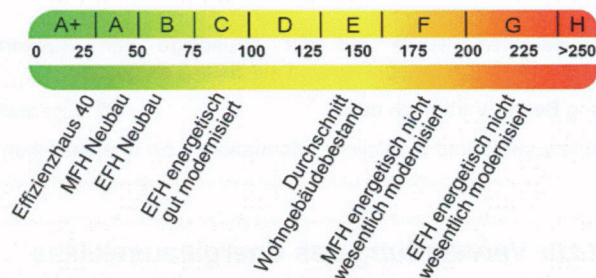 A+ A B C D E F G H
0 25 50 75 100 125 150 175 200 225 >250
Effizienzhaus 40
MFH Neubau
EFH Neubau
EFH energetisch
gut modernisiert
Durchschnitt
Wohngebäudebestand
MFH energetisch nicht
wesentlich modernisiert
EFH energetisch nicht
wesentlich modernisiert